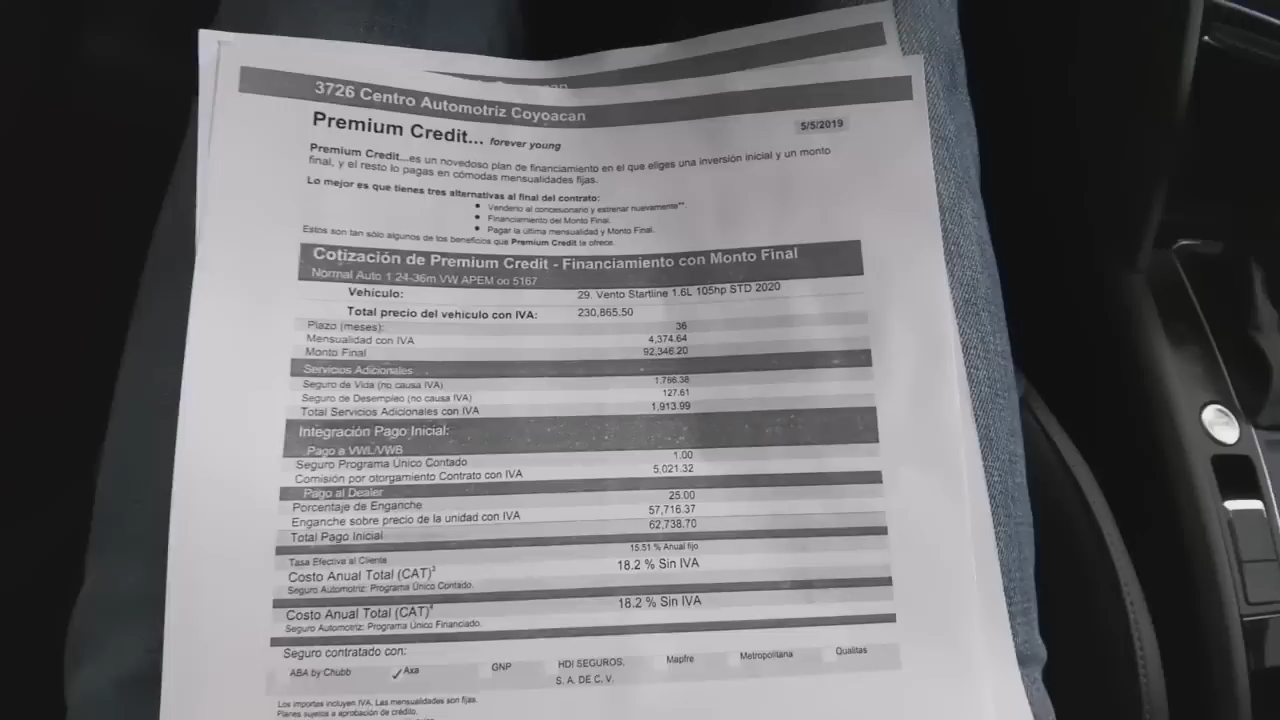 3726 Centro Automotriz Coyoacan
Premium Credit... forever young
5/5/2019
Premium Credit...es un novedoso plan de financiamiento en el que eliges una inversión inicial y un monto
final, y el resto lo pagas en cómodas mensualidades fijas.
Lo mejor es que tienes tres alternativas al final del contrato:
• Venderlo al concesionario y estrenar nuevamente**.
• Financiamiento del Monto Final.
• Pagar la última mensualidad y Monto Final.
Estos son tan sólo algunos de los beneficios que Premium Credit te ofrece.
Cotización de Premium Credit - Financiamiento con Monto Final
Normal Auto 1 24-36m VW APEM oo 5167
Vehículo: 29. Vento Startline 1.6L 105hp STD 2020
Total precio del vehículo con IVA: 230,865.50
Plazo (meses): 36
Mensualidad con IVA 4,374.64
Monto Final 92,346.20
Servicios Adicionales
Seguro de Vida (no causa IVA) 1,786.38
Seguro de Desempleo (no causa IVA) 127.61
Total Servicios Adicionales con IVA 1,913.99
Integración Pago Inicial:
Pago a VWL/VWB
Seguro Programa Único Contado 1.00
Comisión por otorgamiento Contrato con IVA 5,021.32
Pago al Dealer
Porcentaje de Enganche 25.00
Enganche sobre precio de la unidad con IVA 57,716.37
Total Pago Inicial 62,738.70
Tasa Efectiva al Cliente 15.51 % Anual fijo
Costo Anual Total (CAT)³ 18.2 % Sin IVA
Seguro Automotriz: Programa Único Contado.
Costo Anual Total (CAT)⁴ 18.2 % Sin IVA
Seguro Automotriz: Programa Único Financiado.
Seguro contratado con:
ABA by Chubb ✓ Axa GNP HDI SEGUROS, S. A. DE C. V. Mapfre Metropolitana Qualitas
Los importes incluyen IVA. Las mensualidades son fijas.
Planes sujetos a aprobación de crédito.